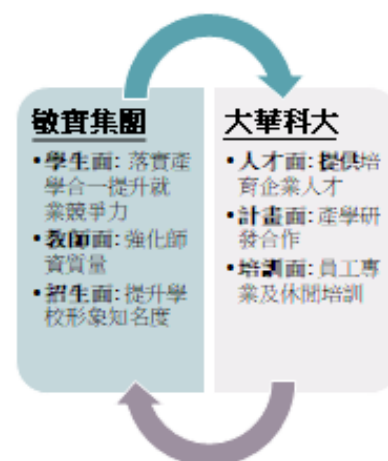 敏實集團
• 學生面: 落實產
學合一提升就
業競爭力
• 教師面: 強化師
資質量
• 招生面: 提升學
校形象知名度
大華科大
• 人才面: 提供培
育企業人才
• 計畫面: 產學研
發合作
• 培訓面: 員工專
業及休閒培訓